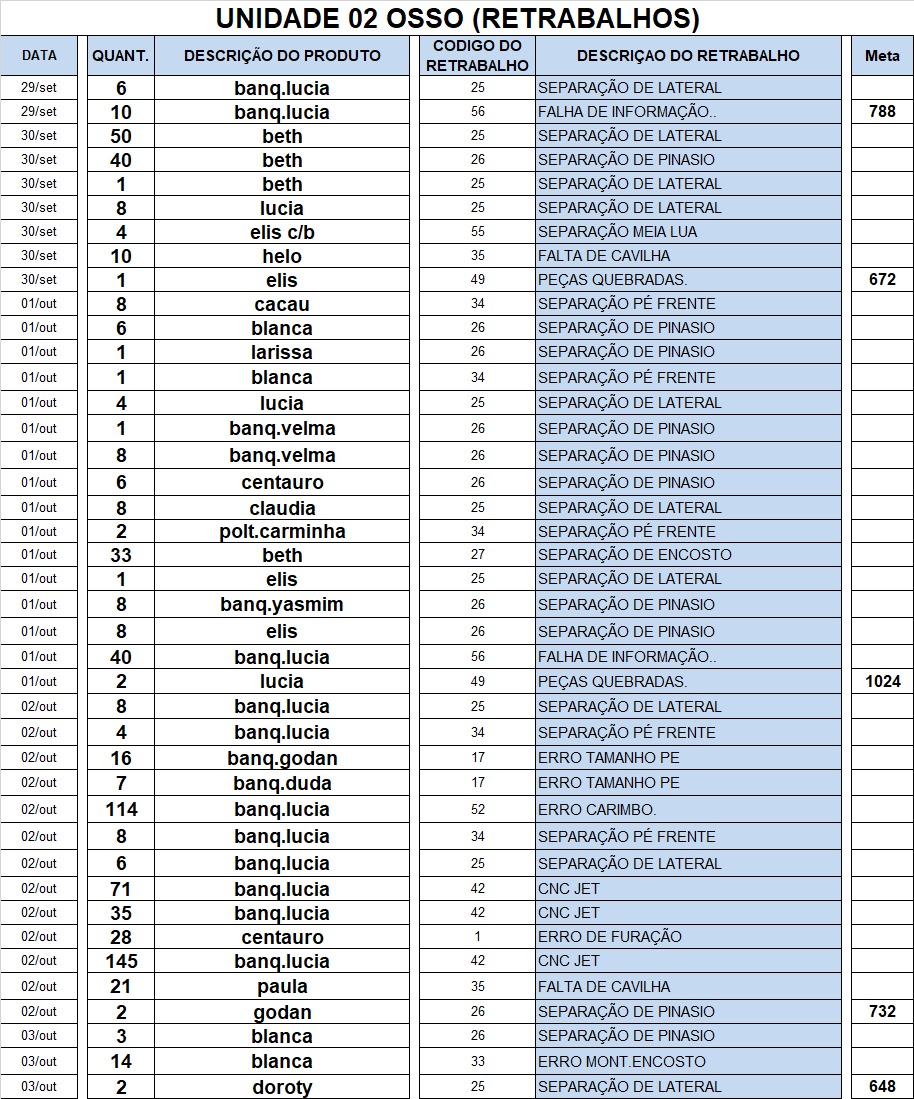 UNIDADE 02 OSSO (RETRABALHOS)
DATA QUANT. DESCRIÇÃO DO PRODUTO CODIGO DO RETRABALHO DESCRIÇAO DO RETRABALHO Meta
29/set 6 banq.lucia 25 SEPARAÇÃO DE LATERAL
29/set 10 banq.lucia 56 FALHA DE INFORMAÇÃO.. 788
30/set 50 beth 25 SEPARAÇÃO DE LATERAL
30/set 40 beth 26 SEPARAÇÃO DE PINASIO
30/set 1 beth 25 SEPARAÇÃO DE LATERAL
30/set 8 lucia 25 SEPARAÇÃO DE LATERAL
30/set 4 elis c/b 55 SEPARAÇÃO MEIA LUA
30/set 10 helo 35 FALTA DE CAVILHA
30/set 1 elis 49 PEÇAS QUEBRADAS. 672
01/out 8 cacau 34 SEPARAÇÃO PÉ FRENTE
01/out 6 blanca 26 SEPARAÇÃO DE PINASIO
01/out 1 larissa 26 SEPARAÇÃO DE PINASIO
01/out 1 blanca 34 SEPARAÇÃO PÉ FRENTE
01/out 4 lucia 25 SEPARAÇÃO DE LATERAL
01/out 1 banq.velma 26 SEPARAÇÃO DE PINASIO
01/out 8 banq.velma 26 SEPARAÇÃO DE PINASIO
01/out 6 centauro 26 SEPARAÇÃO DE PINASIO
01/out 8 claudia 25 SEPARAÇÃO DE LATERAL
01/out 2 polt.carminha 34 SEPARAÇÃO PÉ FRENTE
01/out 33 beth 27 SEPARAÇÃO DE ENCOSTO
01/out 1 elis 25 SEPARAÇÃO DE LATERAL
01/out 8 banq.yasmim 26 SEPARAÇÃO DE PINASIO
01/out 8 elis 26 SEPARAÇÃO DE PINASIO
01/out 40 banq.lucia 56 FALHA DE INFORMAÇÃO..
01/out 2 lucia 49 PEÇAS QUEBRADAS. 1024
02/out 8 banq.lucia 25 SEPARAÇÃO DE LATERAL
02/out 4 banq.lucia 34 SEPARAÇÃO PÉ FRENTE
02/out 16 banq.godan 17 ERRO TAMANHO PE
02/out 7 banq.duda 17 ERRO TAMANHO PE
02/out 114 banq.lucia 52 ERRO CARIMBO.
02/out 8 banq.lucia 34 SEPARAÇÃO PÉ FRENTE
02/out 6 banq.lucia 25 SEPARAÇÃO DE LATERAL
02/out 71 banq.lucia 42 CNC JET
02/out 35 banq.lucia 42 CNC JET
02/out 28 centauro 1 ERRO DE FURAÇÃO
02/out 145 banq.lucia 42 CNC JET
02/out 21 paula 35 FALTA DE CAVILHA
02/out 2 godan 26 SEPARAÇÃO DE PINASIO 732
03/out 3 blanca 26 SEPARAÇÃO DE PINASIO
03/out 14 blanca 33 ERRO MONT.ENCOSTO
03/out 2 doroty 25 SEPARAÇÃO DE LATERAL 648